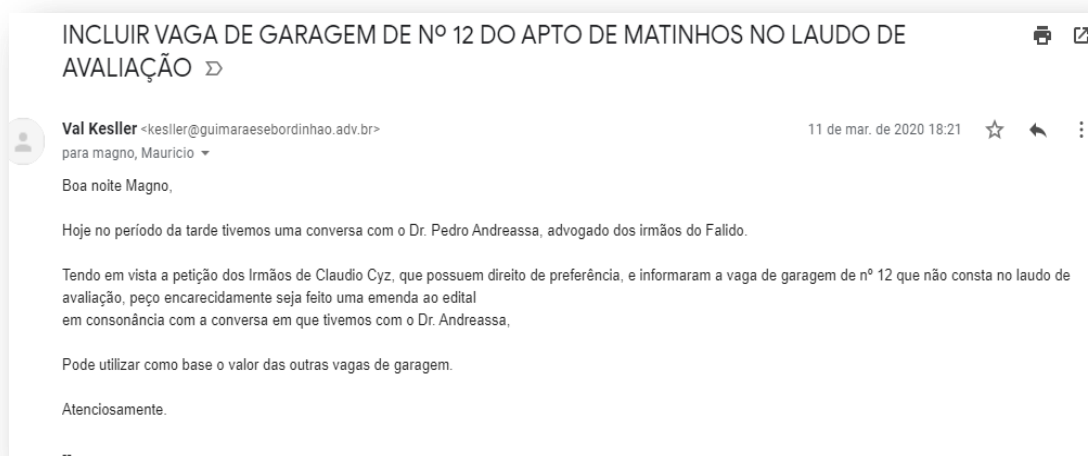 INCLUIR VAGA DE GARAGEM DE Nº 12 DO APTO DE MATINHOS NO LAUDO DE
AVALIAÇÃO
Val Kesller <kesller@guimaraesebordinhao.adv.br>
11 de mar. de 2020 18:21
para magno, Mauricio
Boa noite Magno,
Hoje no período da tarde tivemos uma conversa com o Dr. Pedro Andreassa, advogado dos irmãos do Falido.
Tendo em vista a petição dos Irmãos de Claudio Cyz, que possuem direito de preferência, e informaram a vaga de garagem de nº 12 que não consta no laudo de
avaliação, peço encarecidamente seja feito uma emenda ao edital
em consonância com a conversa em que tivemos com o Dr. Andreassa,
Pode utilizar como base o valor das outras vagas de garagem.
Atenciosamente.
--